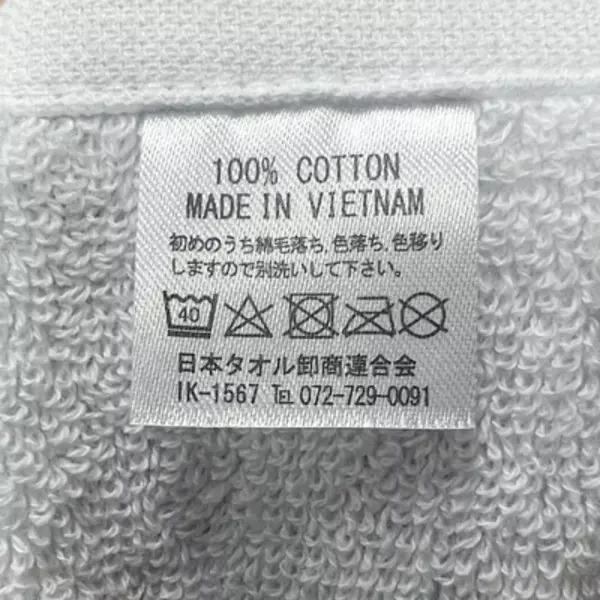 100% COTTON
MADE IN VIETNAM
初めのうち綿毛落ち、色落ち、色移り
しますので別洗いして下さい。
40
日本タオル卸商連合会
IK-1567 ℡ 072-729-0091